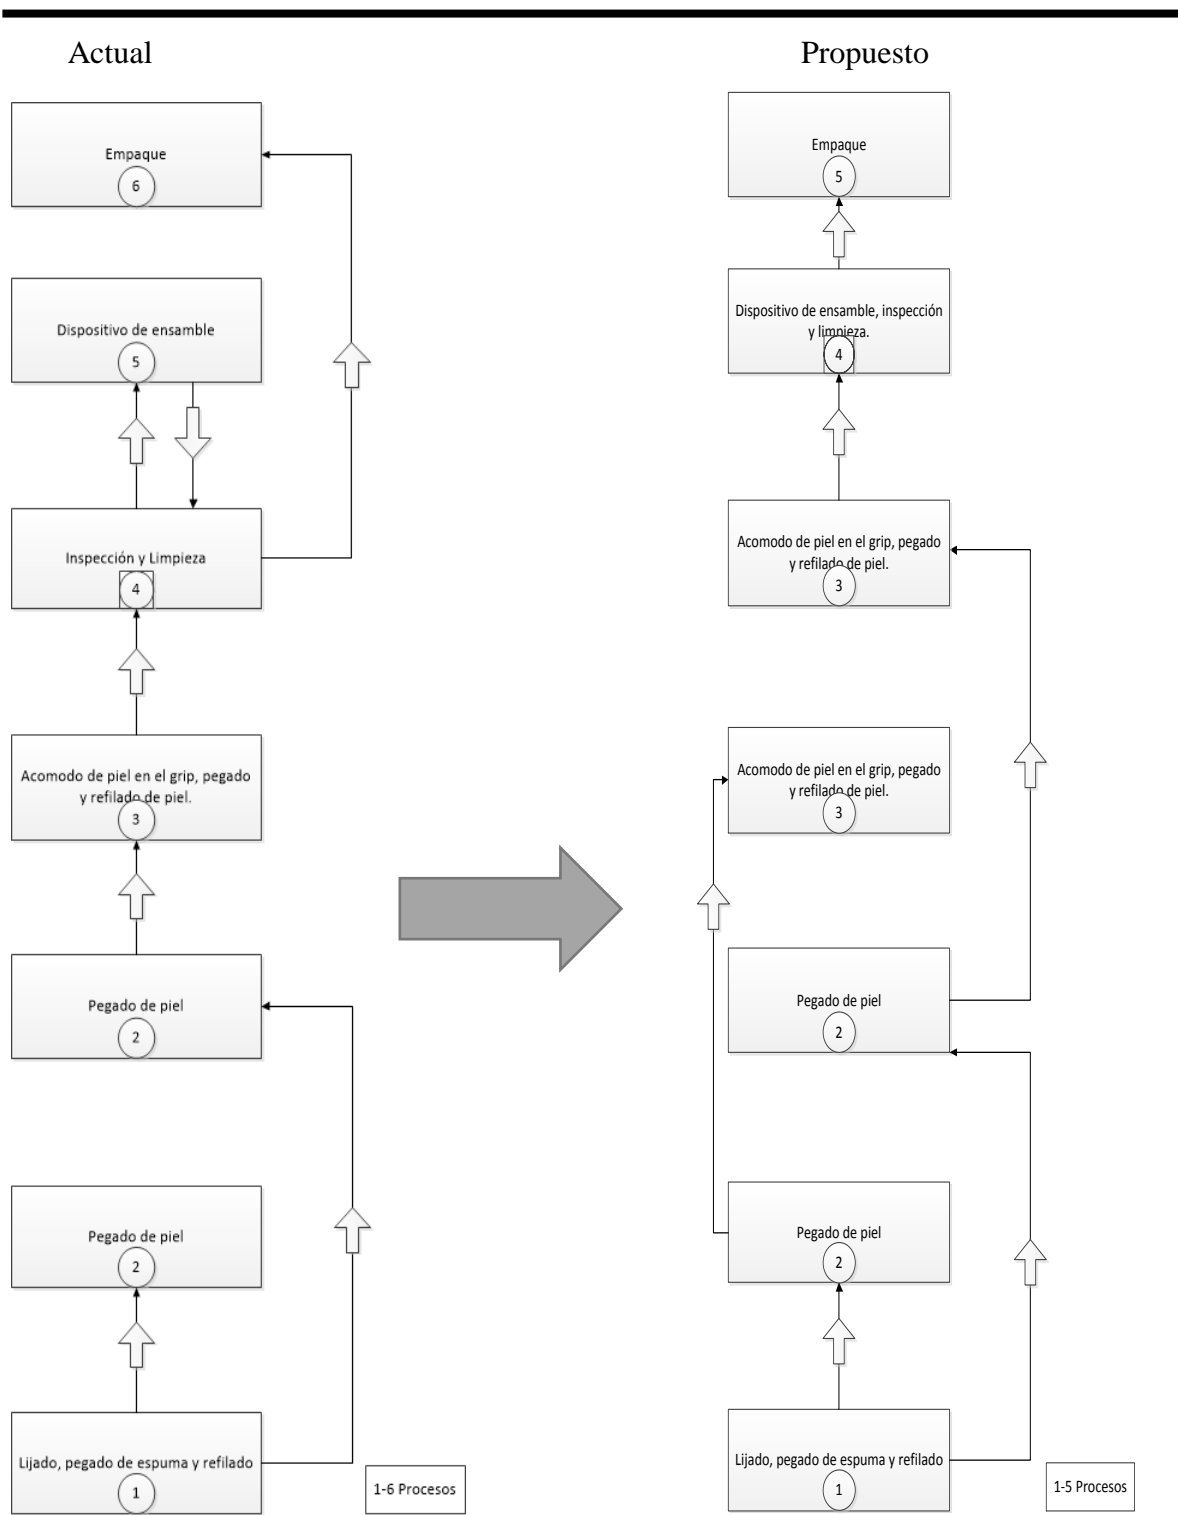 Actual
Empaque
6
Dispositivo de ensamble
5
Inspección y Limpieza
4
Acomodo de piel en el grip, pegado
y refilado de piel.
3
Pegado de piel
2
Pegado de piel
2
Lijado, pegado de espuma y refilado
1
1-6 Procesos
Propuesto
Empaque
5
Dispositivo de ensamble, inspección
y limpieza.
4
Acomodo de piel en el grip, pegado
y refilado de piel.
3
Acomodo de piel en el grip, pegado
y refilado de piel.
3
Pegado de piel
2
Pegado de piel
2
Lijado, pegado de espuma y refilado
1
1-5 Procesos